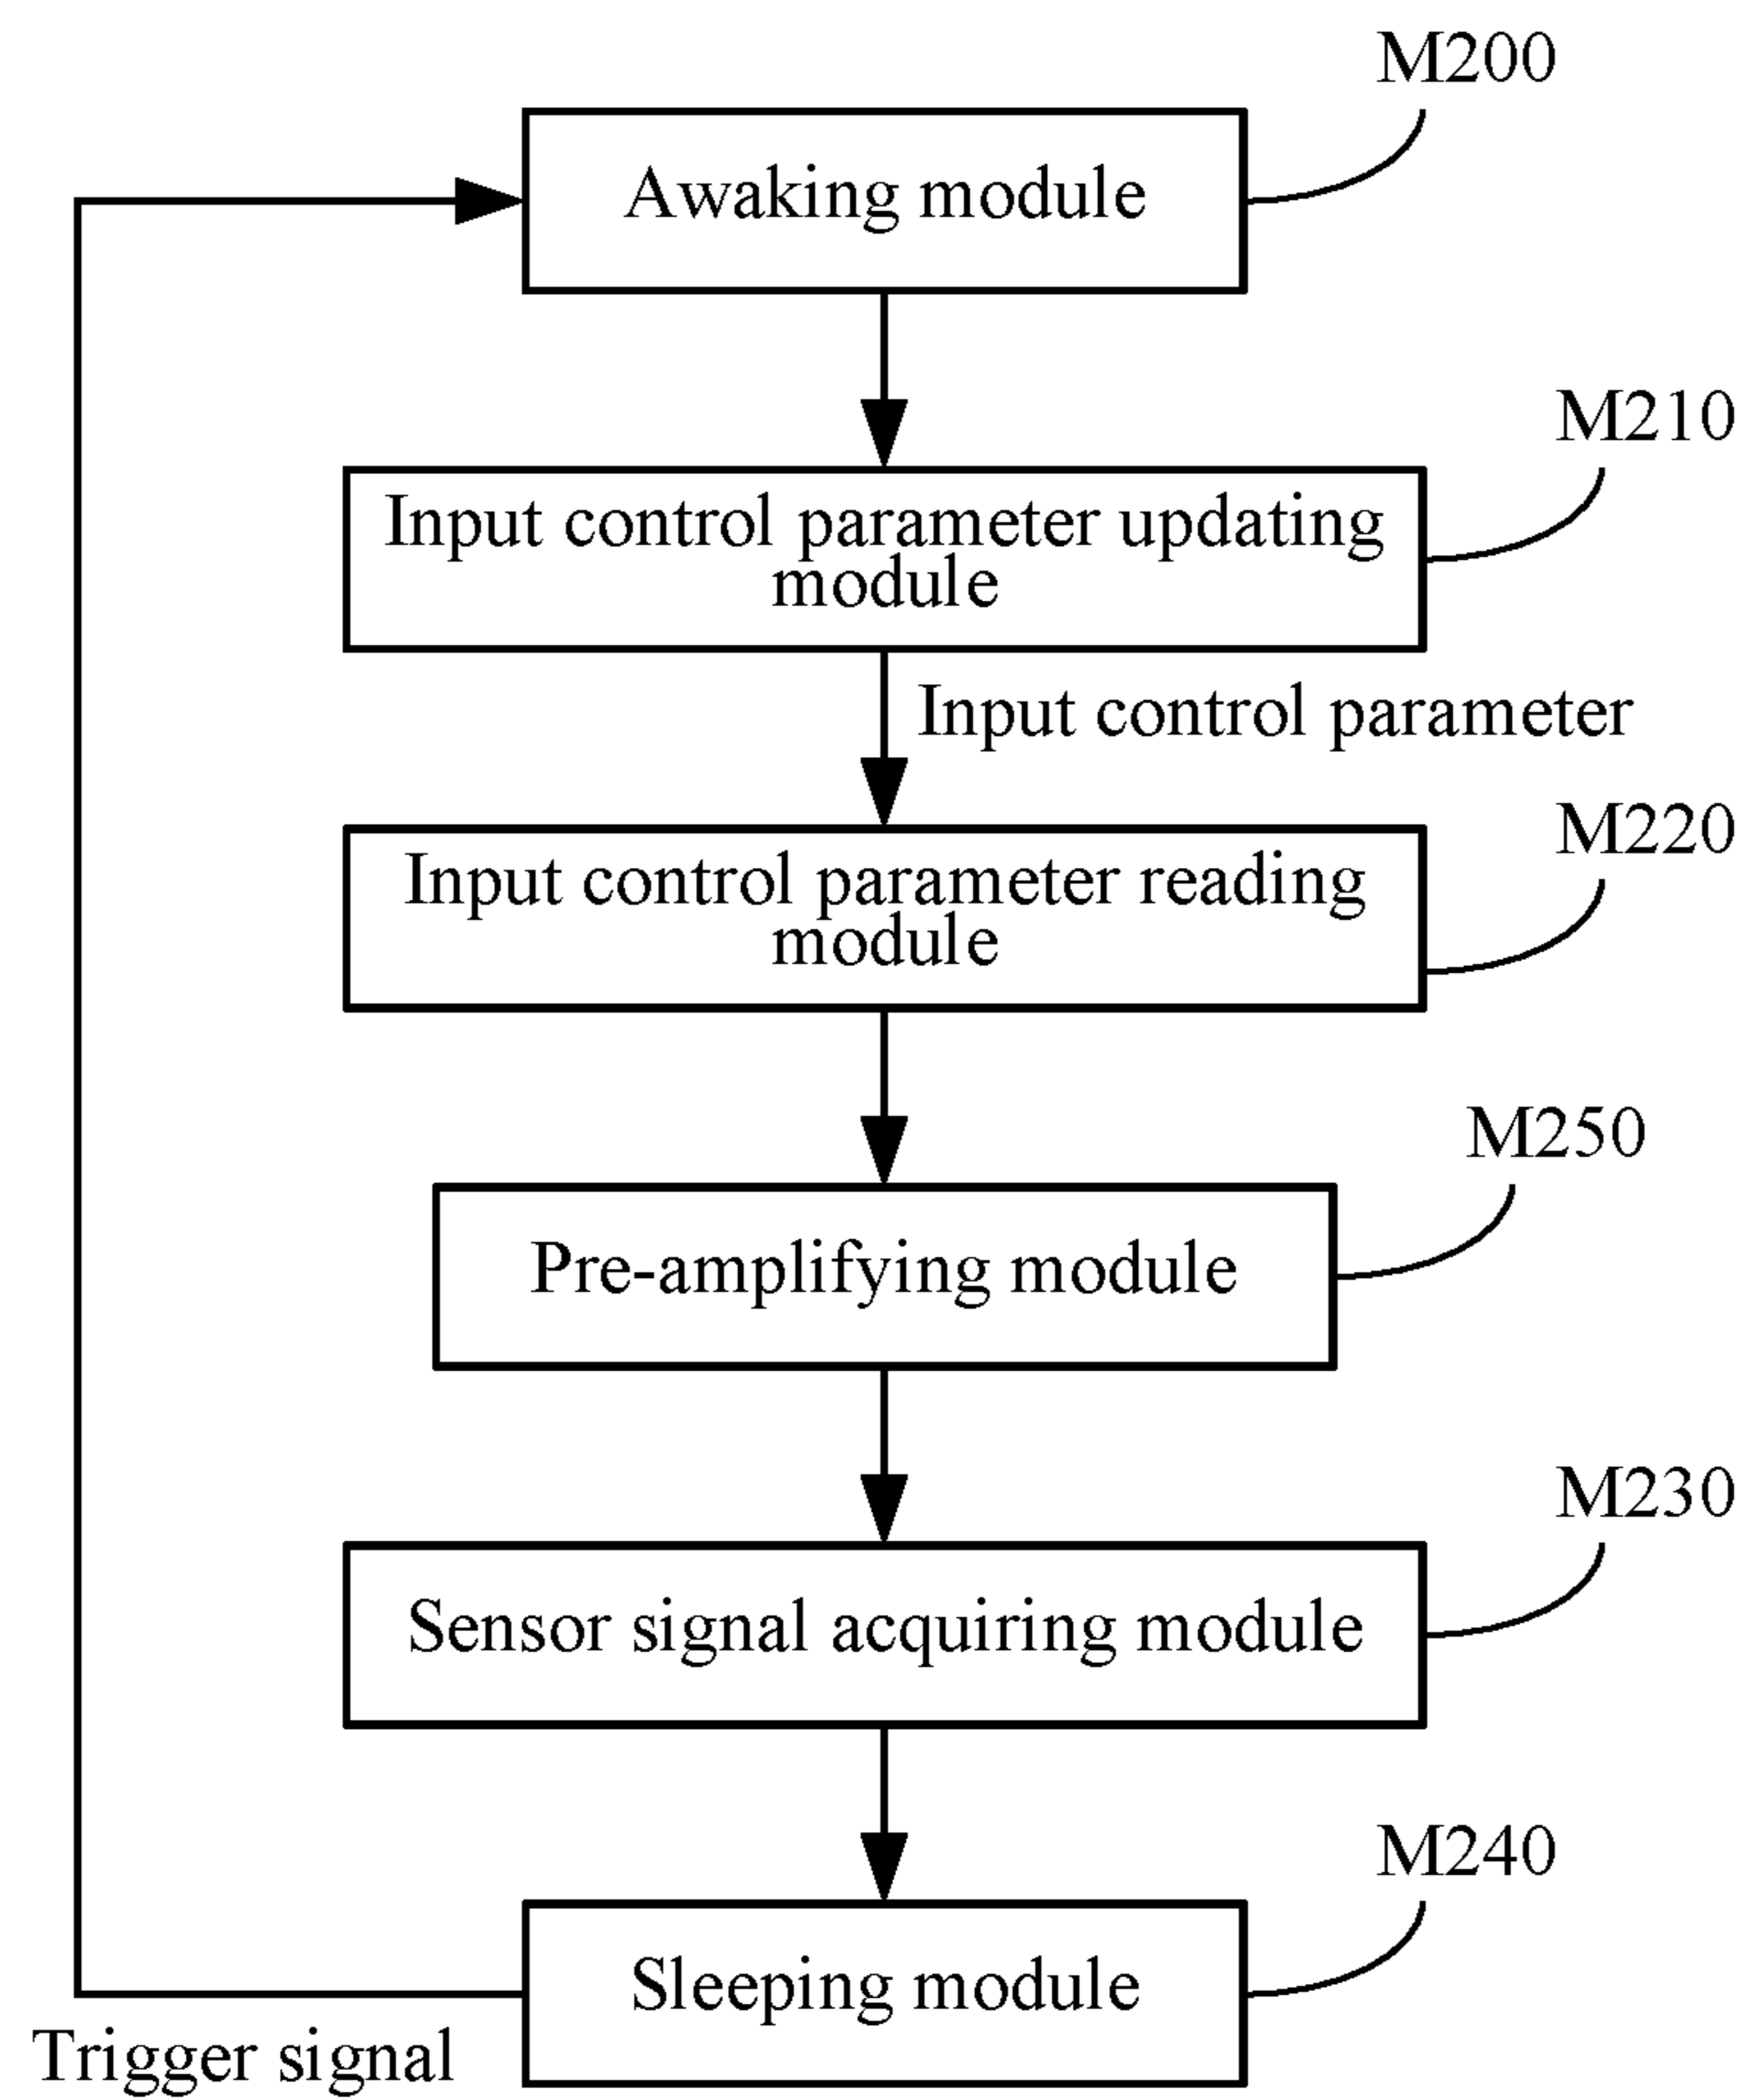 M200
Awaking module
M210
Input control parameter updating
module
Input control parameter
M220
Input control parameter reading
module
M250
Pre-amplifying module
M230
Sensor signal acquiring module
M240
Sleeping module
Trigger signal